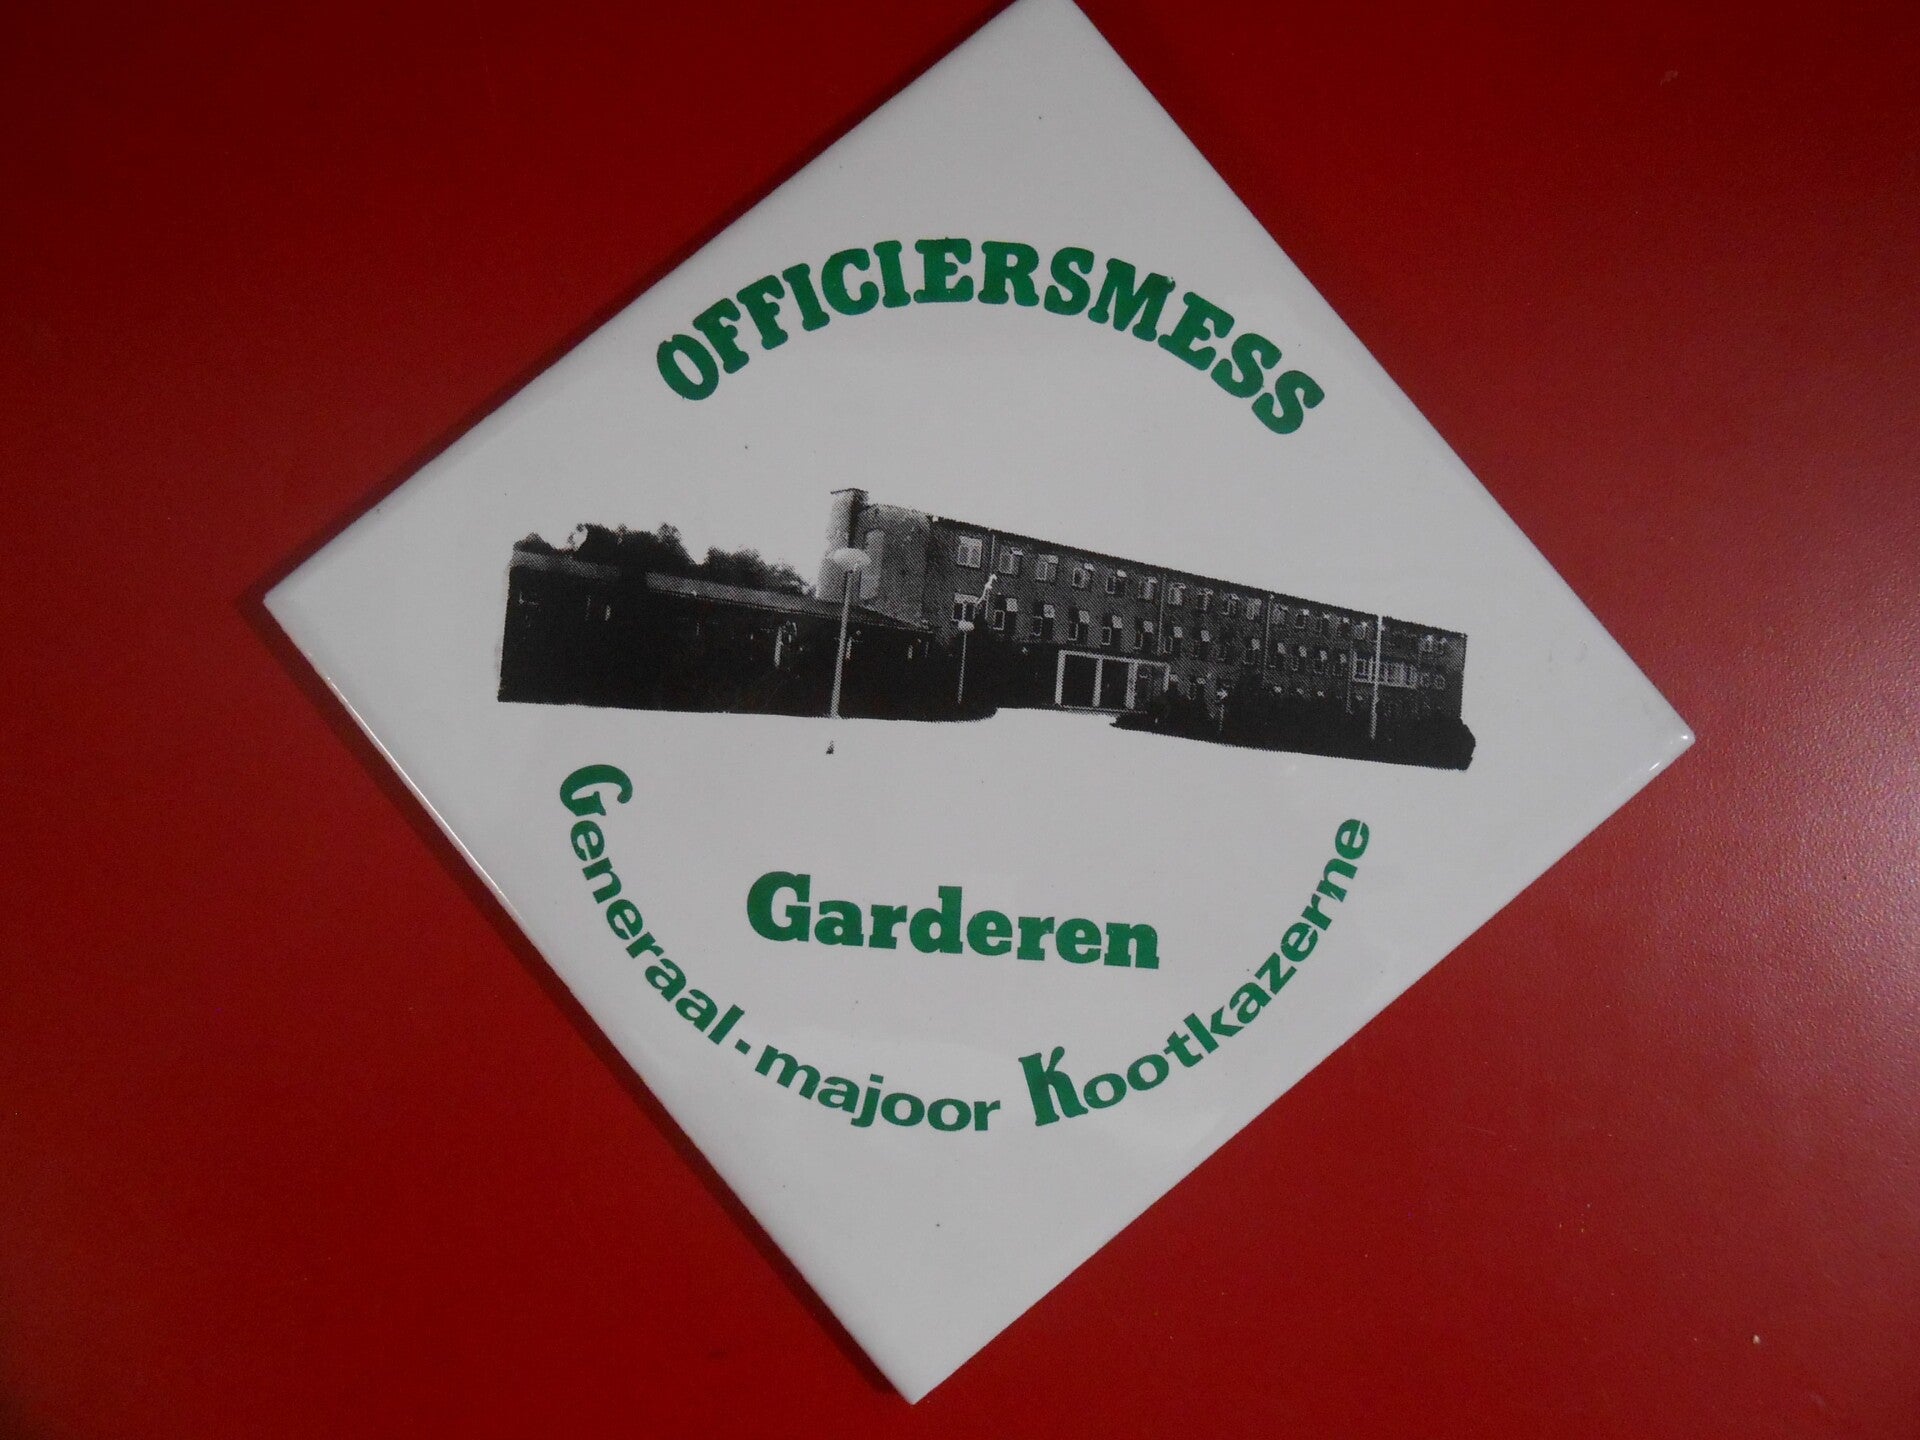 OFFICIERSMESS
Garderen
Generaal-majoor Kootkazerne